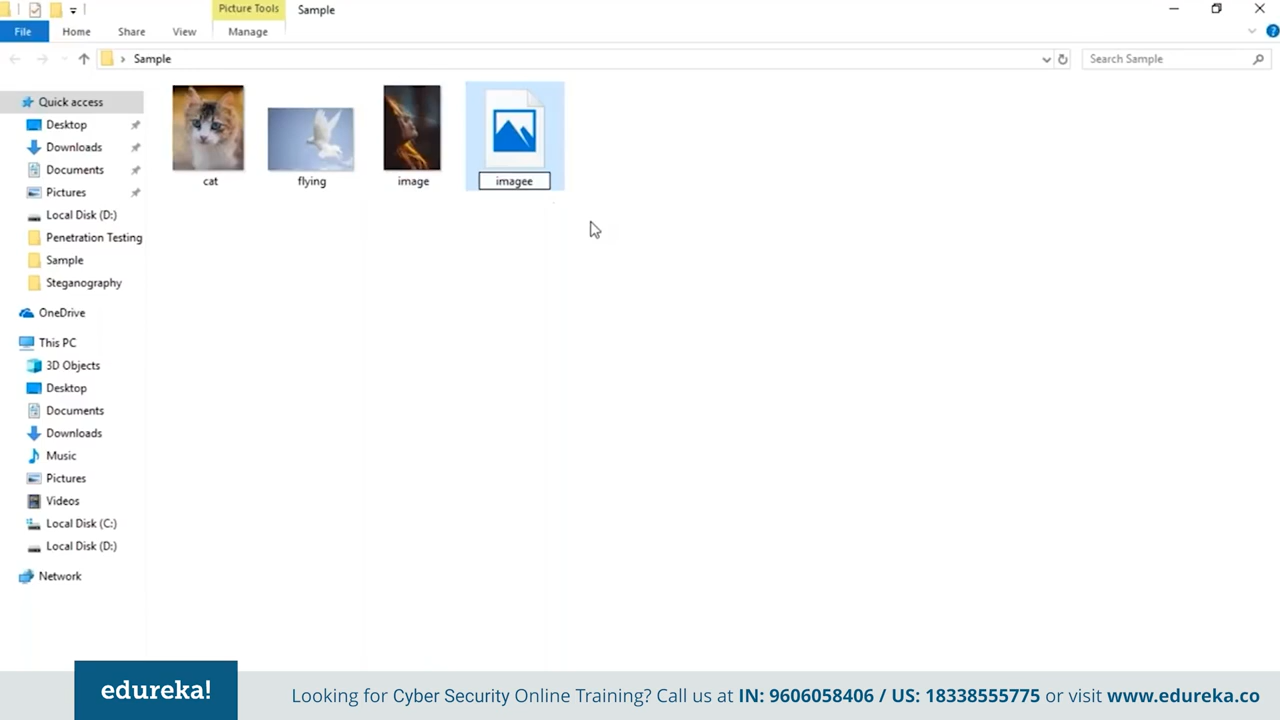 Picture Tools
Sample
File
Home
Share
View
Manage
Sample
Search Sample
Quick access
Desktop
Downloads
Documents
Pictures
Local Disk (D:)
Penetration Testing
Sample
Steganography
OneDrive
This PC
3D Objects
Desktop
Documents
Downloads
Music
Pictures
Videos
Local Disk (C:)
Local Disk (D:)
Network
cat
flying
image
imagee
edureka!
Looking for Cyber Security Online Training? Call us at IN: 9606058406 / US: 18338555775 or visit www.edureka.co